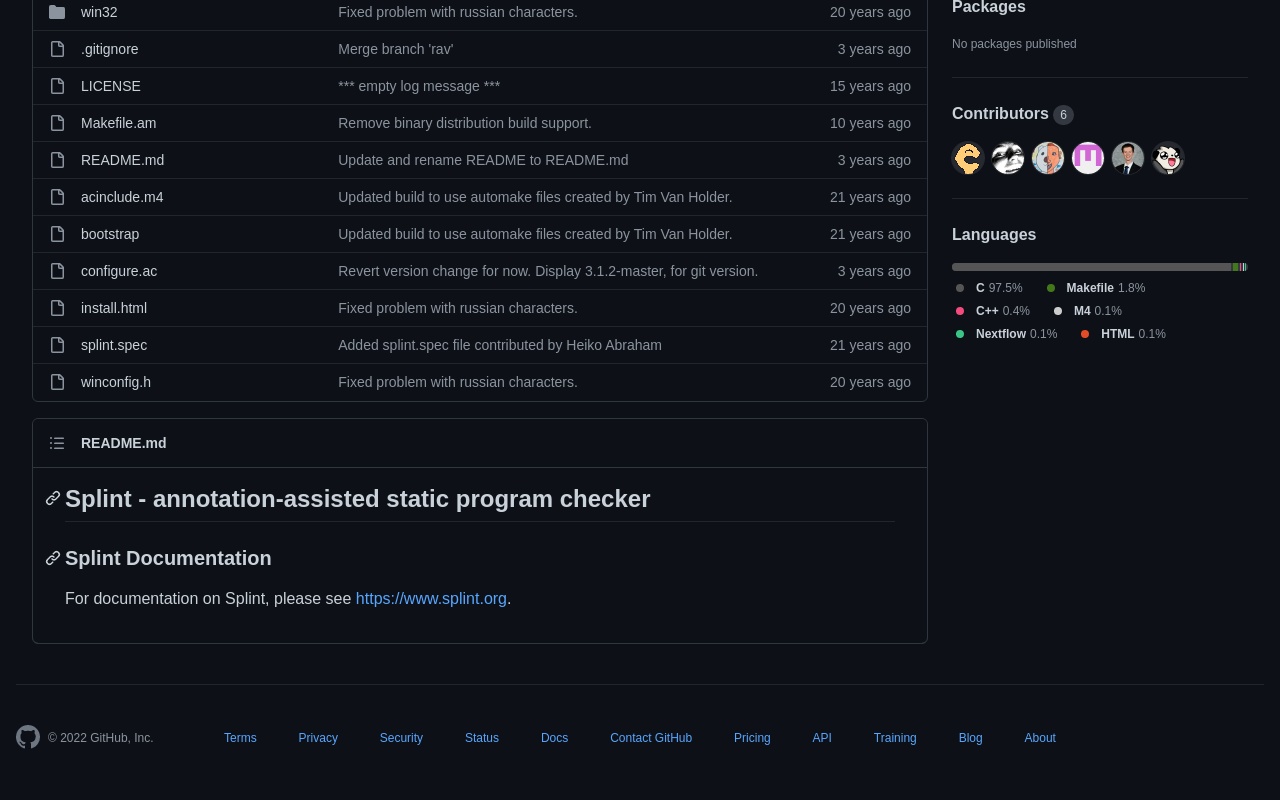 win32 Fixed problem with russian characters. 20 years ago
.gitignore Merge branch 'rav' 3 years ago
LICENSE *** empty log message *** 15 years ago
Makefile.am Remove binary distribution build support. 10 years ago
README.md Update and rename README to README.md 3 years ago
acinclude.m4 Updated build to use automake files created by Tim Van Holder. 21 years ago
bootstrap Updated build to use automake files created by Tim Van Holder. 21 years ago
configure.ac Revert version change for now. Display 3.1.2-master, for git version. 3 years ago
install.html Fixed problem with russian characters. 20 years ago
splint.spec Added splint.spec file contributed by Heiko Abraham 21 years ago
winconfig.h Fixed problem with russian characters. 20 years ago
README.md
Splint - annotation-assisted static program checker
Splint Documentation
For documentation on Splint, please see https://www.splint.org.
Packages
No packages published
Contributors 6
Languages
C 97.5% Makefile 1.8%
C++ 0.4% M4 0.1%
Nextflow 0.1% HTML 0.1%
© 2022 GitHub, Inc. Terms Privacy Security Status Docs Contact GitHub Pricing API Training Blog About